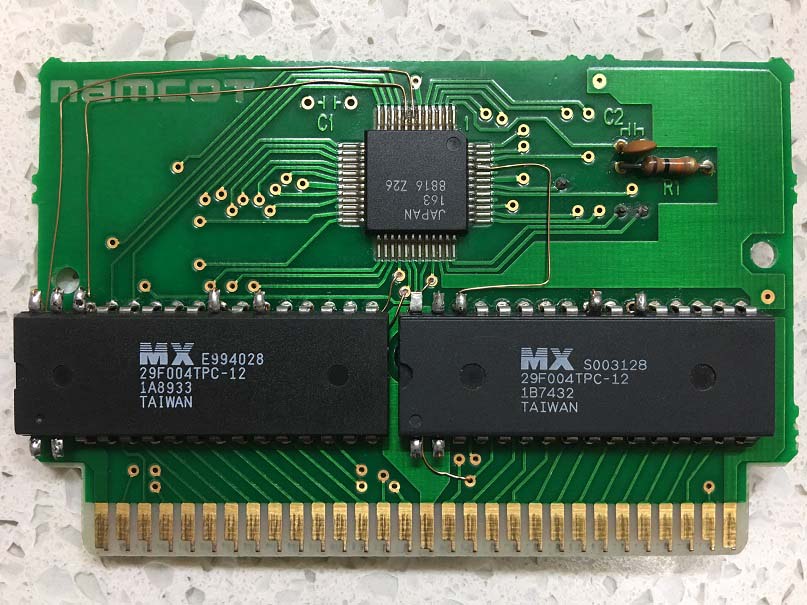 namcot
C1
1
C2
R1
JAPAN
163
8816 Z26
MX E994028
29F004TPC-12
1A8933
TAIWAN
MX S003128
29F004TPC-12
1B7432
TAIWAN